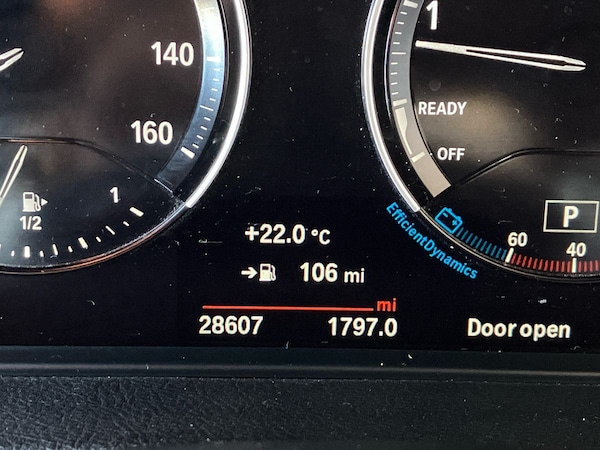 140
160
1
1/2
1
READY
OFF
P
EfficientDynamics
60
40
+22.0 °C
106 mi
mi
28607 1797.0
Door open